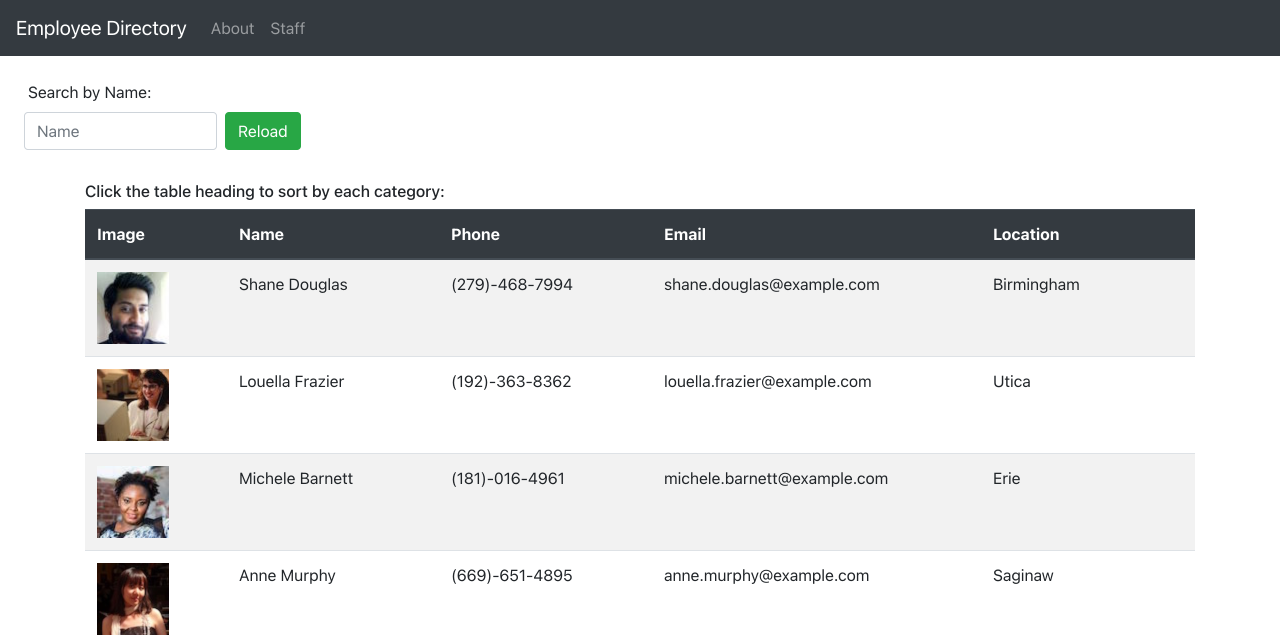 Employee Directory About Staff
Search by Name:
Name Reload
Click the table heading to sort by each category:
Image Name Phone Email Location
Shane Douglas (279)-468-7994 shane.douglas@example.com Birmingham
Louella Frazier (192)-363-8362 louella.frazier@example.com Utica
Michele Barnett (181)-016-4961 michele.barnett@example.com Erie
Anne Murphy (669)-651-4895 anne.murphy@example.com Saginaw